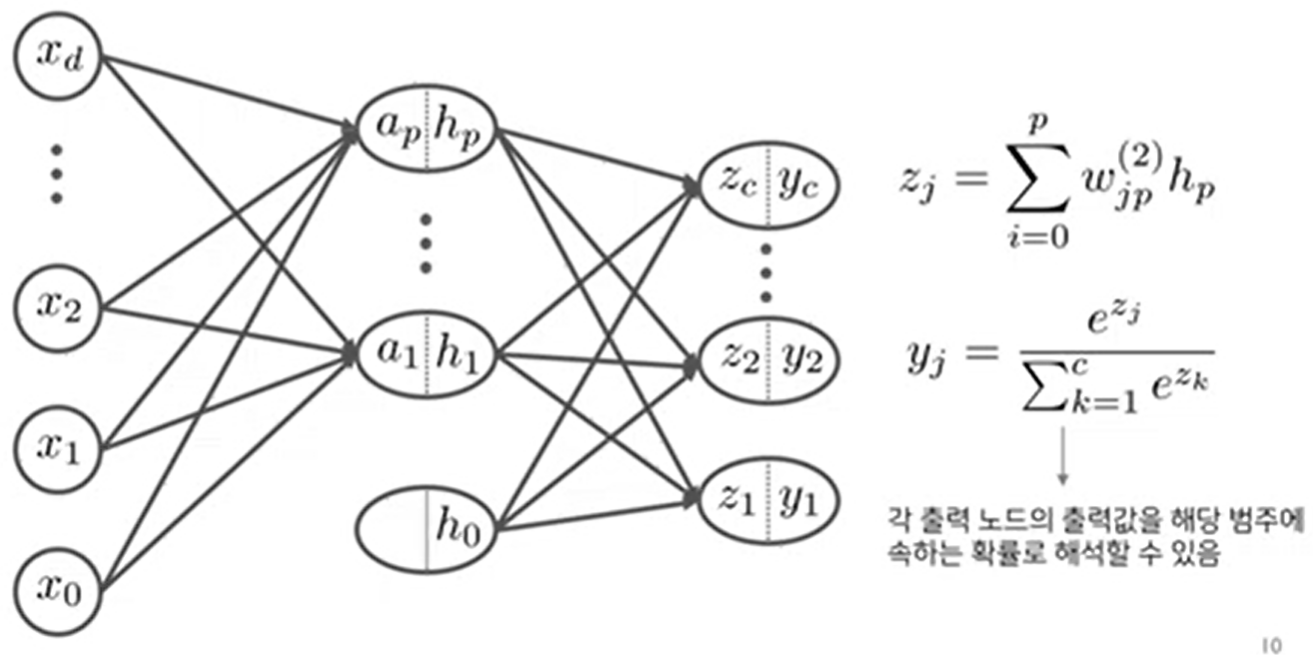 x_d
a_p h_p
z_c y_c
z_j = \sum_{i=0}^{p} w_{jp}^{(2)} h_p
x_2
a_1 h_1
z_2 y_2
y_j = \frac{e^{z_j}}{\sum_{k=1}^{c} e^{z_k}}
x_1
h_0
z_1 y_1
각 출력 노드의 출력값을 해당 범주에
속하는 확률로 해석할 수 있음
x_0
10